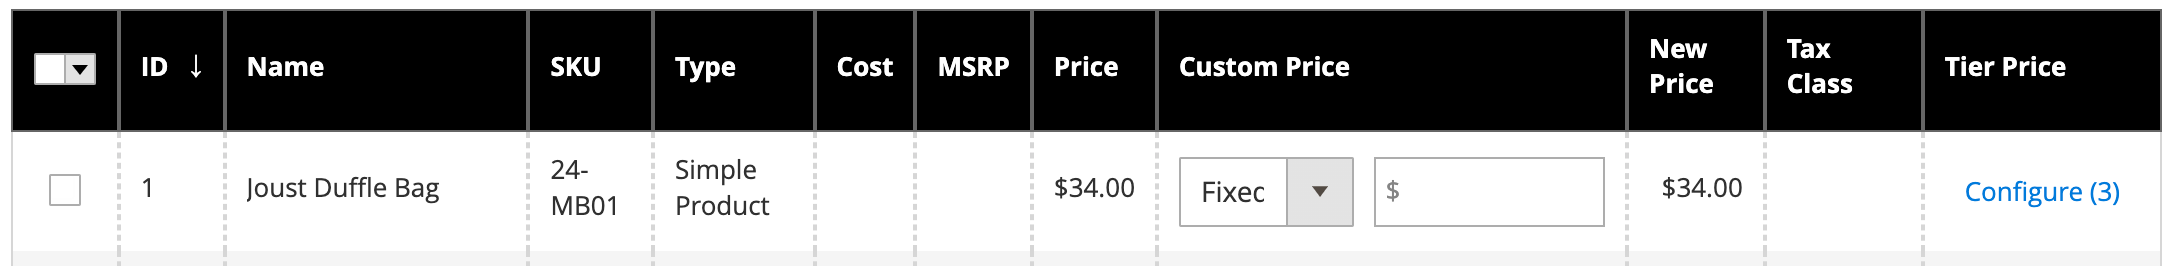 ID ↓ Name SKU Type Cost MSRP Price Custom Price New Price Tax Class Tier Price
1 Joust Duffle Bag 24-MB01 Simple Product $34.00 Fixec $ $34.00 Configure (3)